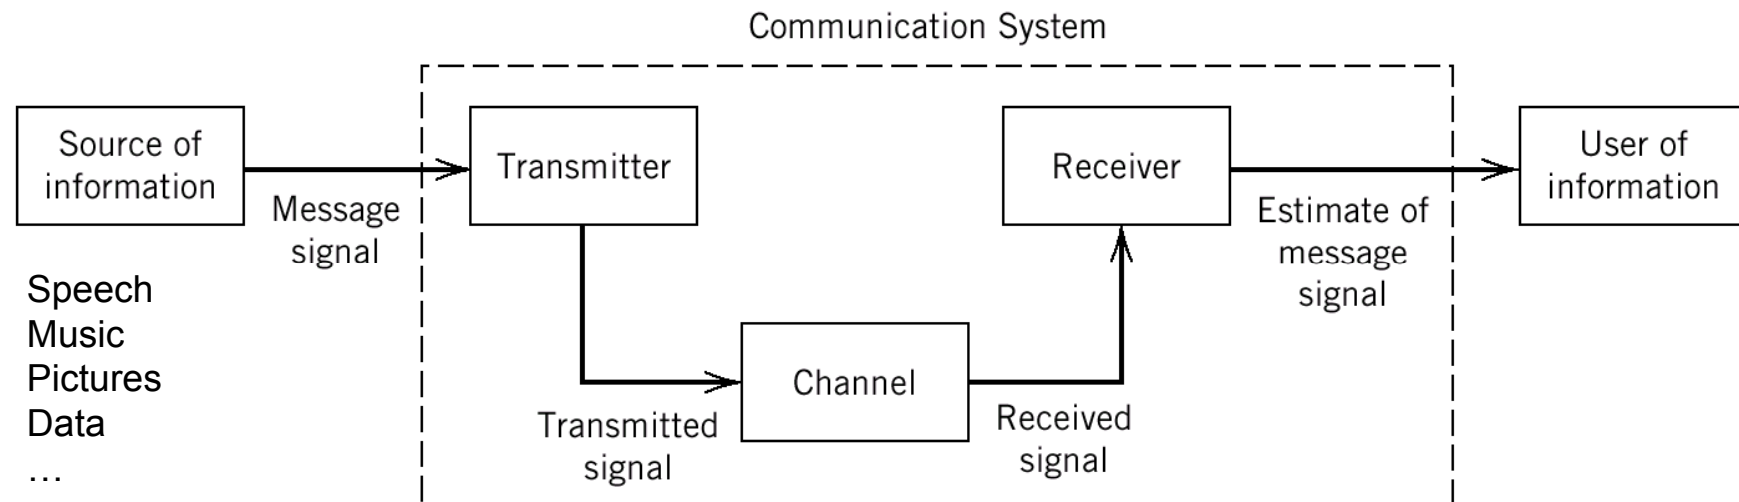 Communication System
Source of
information
Message
signal
Transmitter
Transmitted
signal
Channel
Received
signal
Receiver
Estimate of
message
signal
User of
information
Speech
Music
Pictures
Data
…